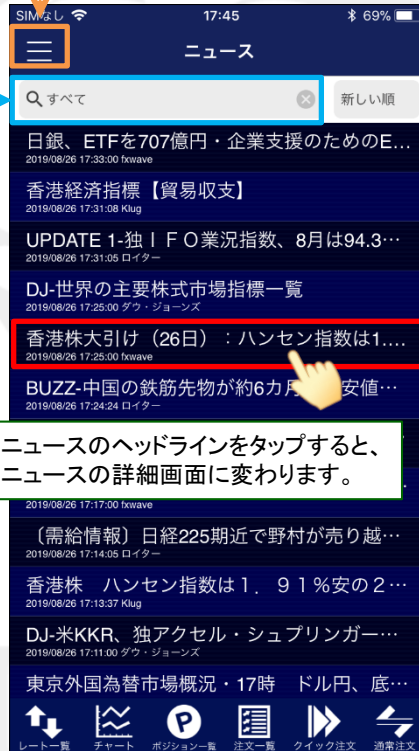 SIMなし 17:45 69%
ニュース
すべて 新しい順
日銀、ETFを707億円・企業支援のためのE...
2019/08/26 17:33:00 fxwave
香港経済指標【貿易収支】
2019/08/26 17:31:08 Klug
UPDATE 1-独ＩＦＯ業況指数、8月は94.3…
2019/08/26 17:31:05 ロイター
DJ-世界の主要株式市場指標一覧
2019/08/26 17:25:00 ダウ・ジョーンズ
香港株大引け（26日）：ハンセン指数は1....
2019/08/26 17:25:00 fxwave
BUZZ-中国の鉄筋先物が約6カ月 安値…
2019/08/26 17:24:24 ロイター
ニュースのヘッドラインをタップすると、
ニュースの詳細画面に変わります。
2019/08/26 17:17:00 fxwave
〔需給情報〕日経225期近で野村が売り越…
2019/08/26 17:14:05 ロイター
香港株　ハンセン指数は１．９１％安の２…
2019/08/26 17:13:37 Klug
DJ-米KKR、独アクセル・シュプリンガー…
2019/08/26 17:11:00 ダウ・ジョーンズ
東京外国為替市場概況・17時　ドル円、底…
レート一覧 チャート ポジション一覧 注文一覧 クイック注文 通常注文